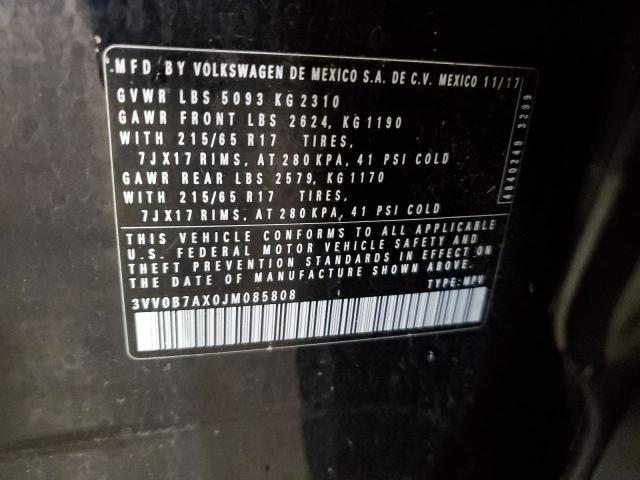 MFD. BY VOLKSWAGEN DE MEXICO S.A. DE C.V. MEXICO 11/17
GVWR LBS 5093 KG 2310
GAWR FRONT LBS 2624, KG 1190
WITH 215/65 R17 TIRES,
7JX17 RIMS, AT 280 KPA, 41 PSI COLD
GAWR REAR LBS 2579, KG 1170
WITH 215/65 R17 TIRES,
7JX17 RIMS, AT 280 KPA, 41 PSI COLD
THIS VEHICLE CONFORMS TO ALL APPLICABLE
U.S. FEDERAL MOTOR VEHICLE SAFETY AND
THEFT PREVENTION STANDARDS IN EFFECT ON
THE DATE OF MANUFACTURE SHOWN ABOVE.
3VV0B7AX0JM085808 TYPE: MPV
4840249 3299